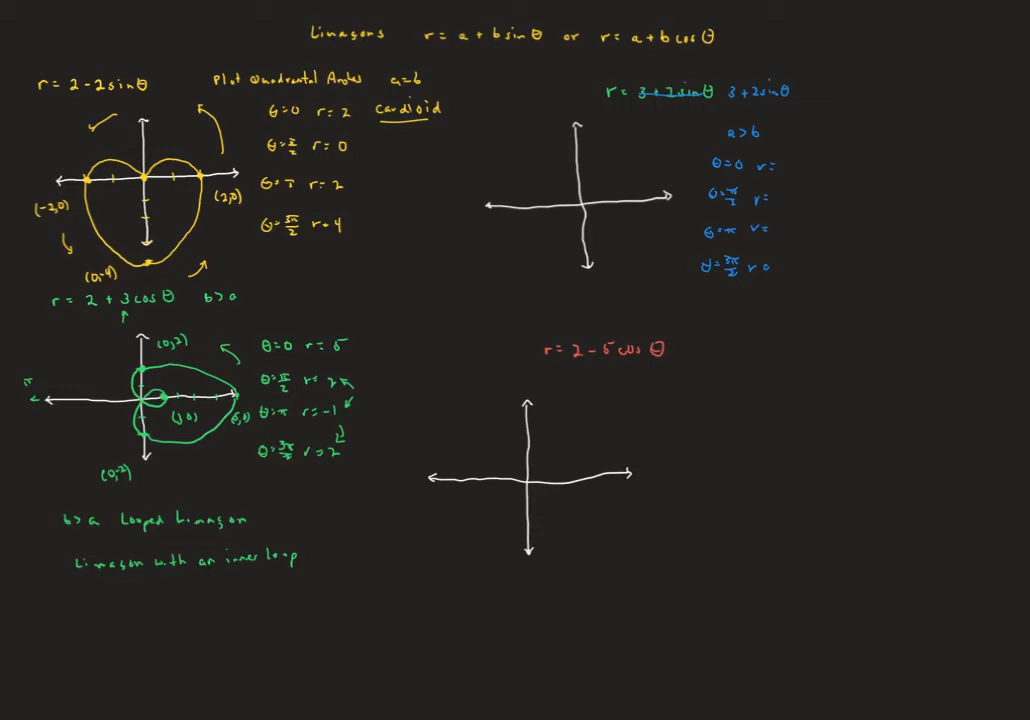 Limaçons r = a + b sin θ or r = a + b cos θ
r = 2 - 2 sin θ Plot Quadrantal Angles a=b
θ=0 r=2 cardioid
θ=π/2 r=0
θ=π r=2
θ=3π/2 r=4
(-2,0)
(2,0)
(0,-4)
r = 2 + 3 cos θ b>a
(0,2)
θ=0 r=5
θ=π/2 r=2
π
(1,0)
(5,0)
θ=π r=-1
θ=3π/2 r=2
(0,-2)
b>a Looped Limaçon
Limaçon with an inner loop
r = 3+2 sin θ 3+2 sin θ
a>b
θ=0 r=
θ=π/2 r=
θ=π r=
θ=3π/2 r=
r = 2 - 5 cos θ